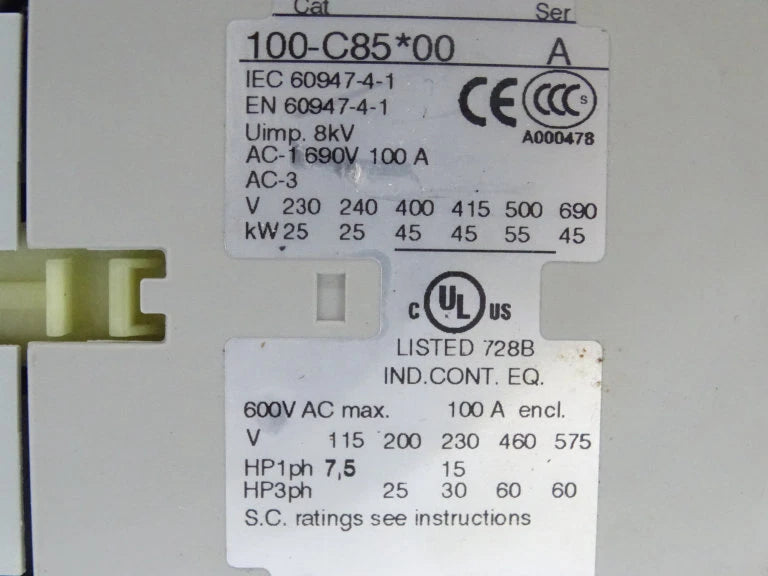 Cat Ser
100-C85*00 A
IEC 60947-4-1
EN 60947-4-1
CE CCC S
Uimp. 8kV
A000478
AC-1 690V 100 A
AC-3
V 230 240 400 415 500 690
kW 25 25 45 45 55 45
C UL US
LISTED 728B
IND.CONT. EQ.
600V AC max. 100 A encl.
V 115 200 230 460 575
HP1ph 7,5 15
HP3ph 25 30 60 60
S.C. ratings see instructions